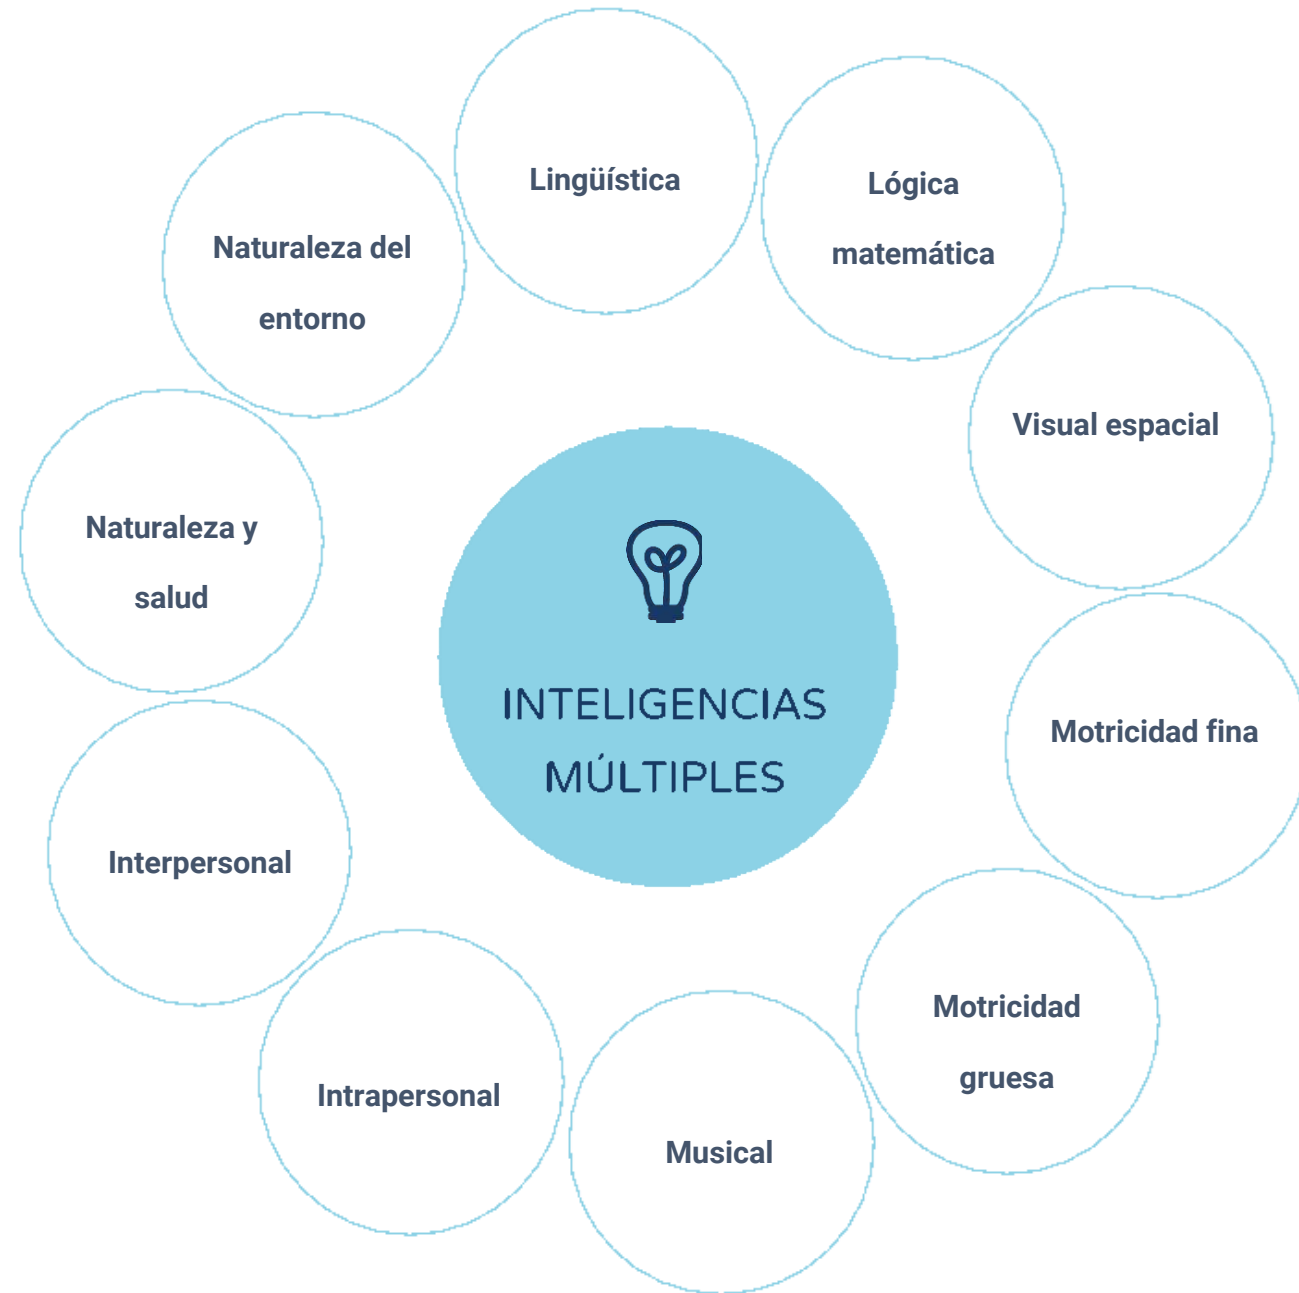 Lingüística
Lógica
matemática
Visual espacial
Motricidad fina
Motricidad
gruesa
Musical
Intrapersonal
Interpersonal
Naturaleza y
salud
Naturaleza del
entorno
INTELIGENCIAS
MÚLTIPLES